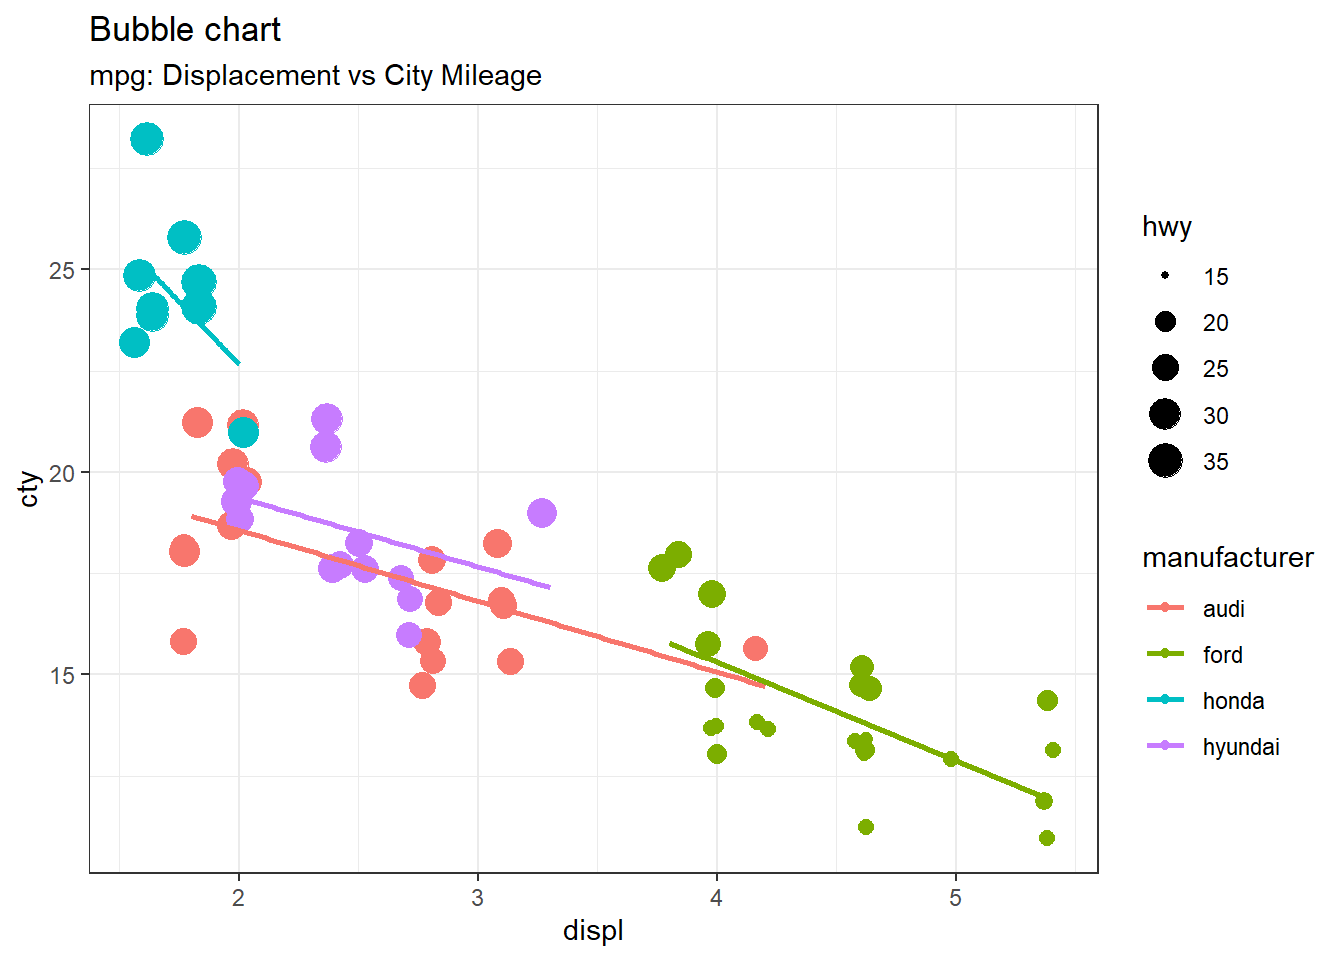 Bubble chart
mpg: Displacement vs City Mileage
25
20
15
cty
2
3
4
5
displ
hwy
15
20
25
30
35
manufacturer
audi
ford
honda
hyundai